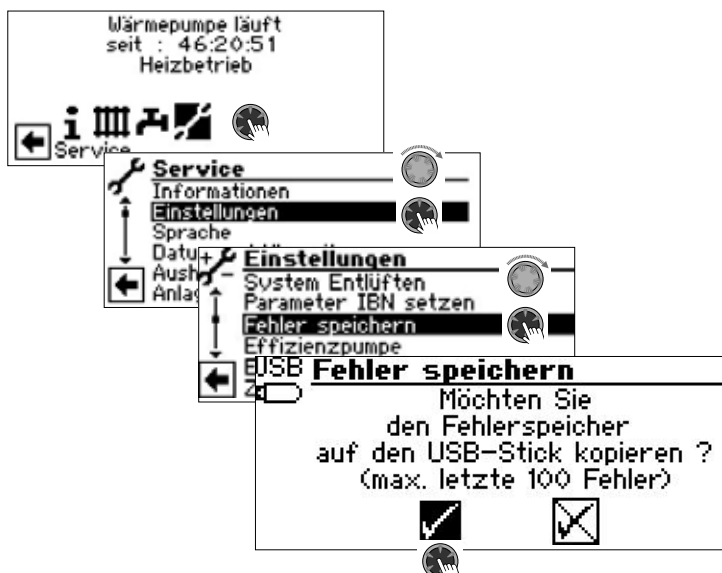 Wärmepumpe läuft
seit : 46:20:51
Heizbetrieb
Service
Service
Informationen
Einstellungen
Sprache
Einstellungen
System Entlüften
Parameter IBN setzen
Fehler speichern
Effizienzpumpe
USB Fehler speichern
Möchten Sie
den Fehlerspeicher
auf den USB-Stick kopieren ?
(max. letzte 100 Fehler)